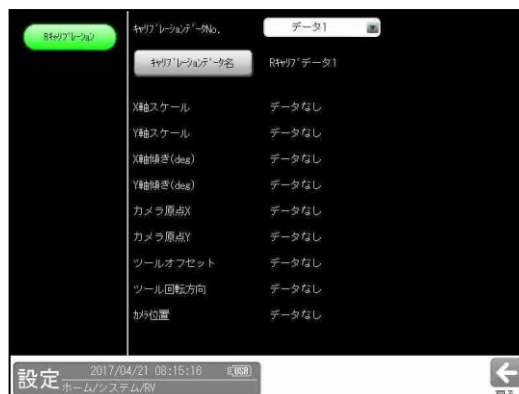 Rｷｬﾘﾌﾞﾚｰｼｮﾝ
ｷｬﾘﾌﾞﾚｰｼｮﾝﾃﾞｰﾀNo.
データ1
ｷｬﾘﾌﾞﾚｰｼｮﾝﾃﾞｰﾀ名
Rｷｬﾘﾌﾞデータ1
X軸スケール
データなし
Y軸スケール
データなし
X軸傾き(deg)
データなし
Y軸傾き(deg)
データなし
カメラ原点X
データなし
カメラ原点Y
データなし
ツールオフセット
データなし
ツール回転方向
データなし
ｶﾒﾗ位置
データなし
設定
2017/04/21 08:15:16
USB
ホーム/システム/RV
戻る